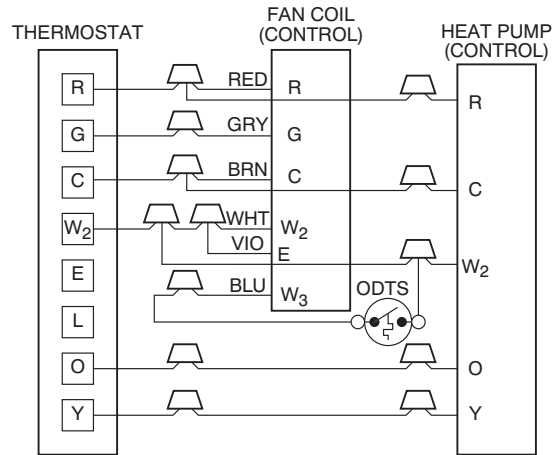 THERMOSTAT
FAN COIL
(CONTROL)
HEAT PUMP
(CONTROL)
R RED R R
G GRY G
C BRN C C
W2 WHT W2
VIO E W2
E BLU W3 ODTS
L
O O
Y Y